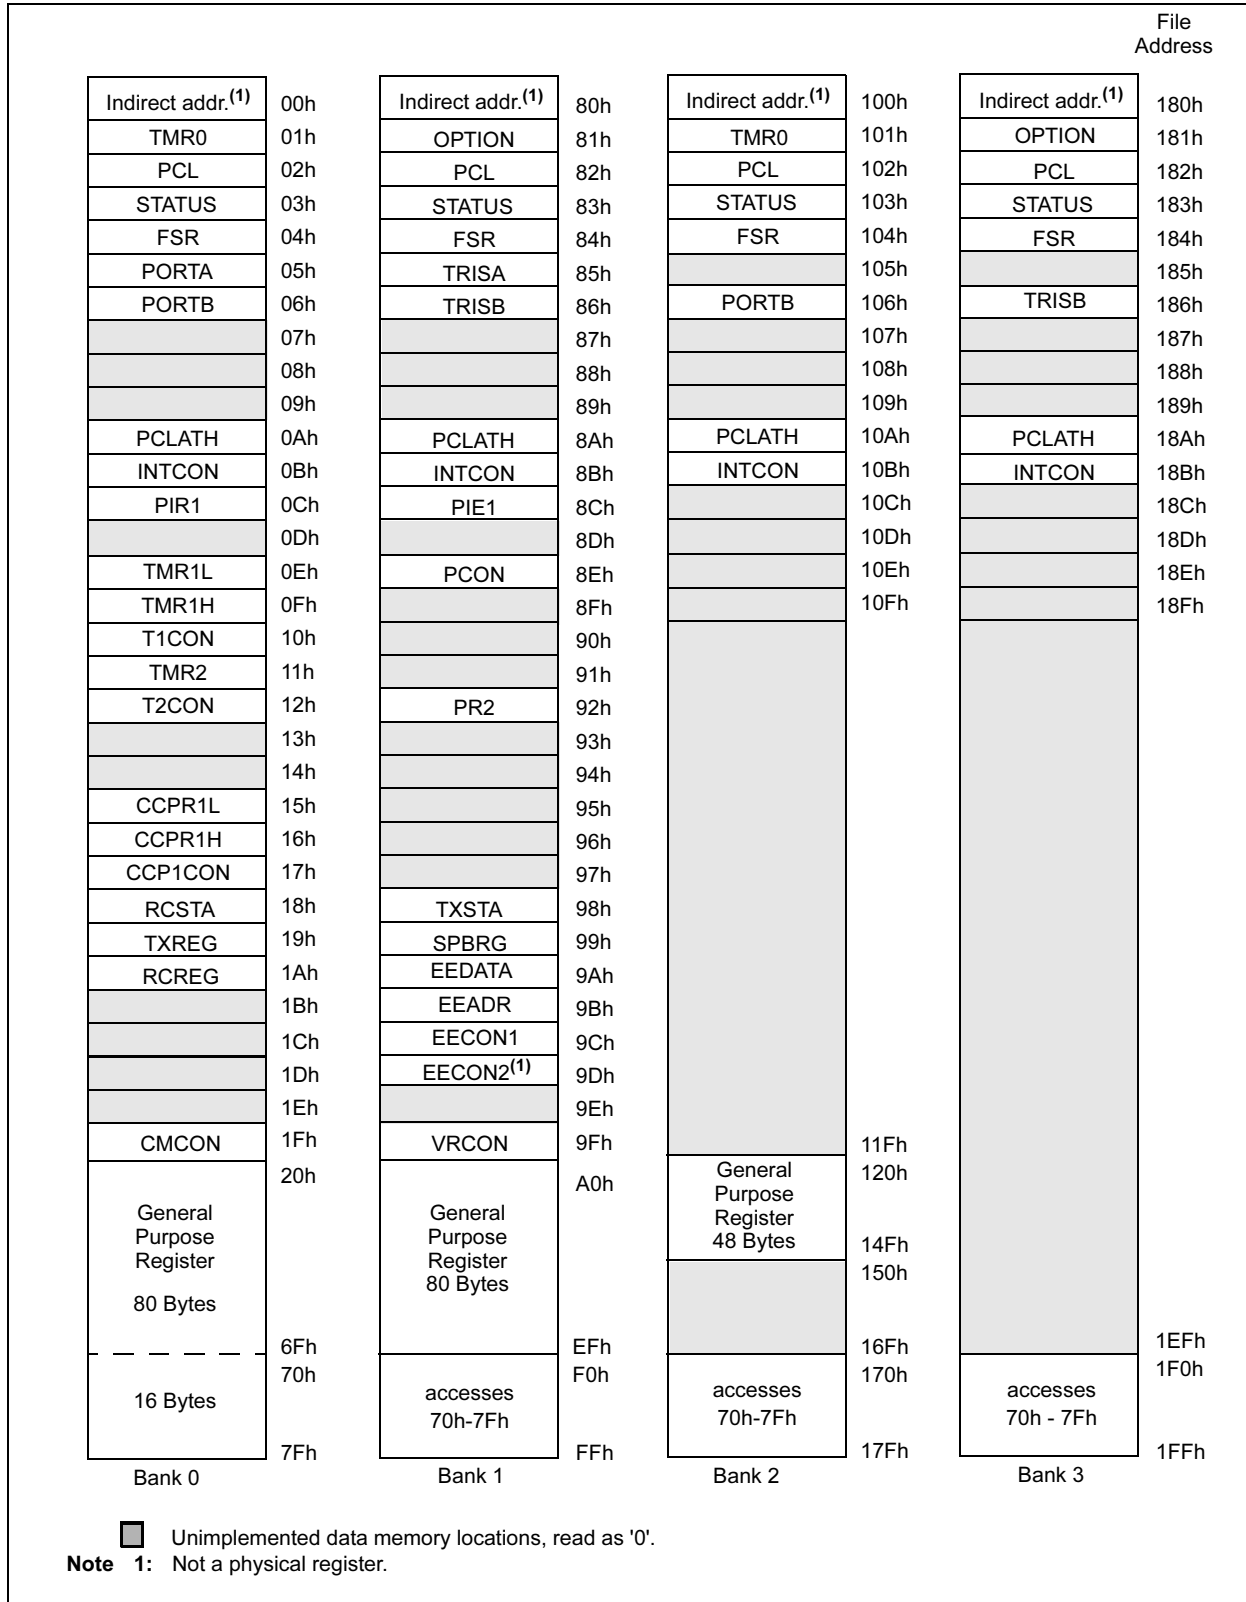 File
Address
Indirect addr.(1) 00h Indirect addr.(1) 80h Indirect addr.(1) 100h Indirect addr.(1) 180h
TMR0 01h OPTION 81h TMR0 101h OPTION 181h
PCL 02h PCL 82h PCL 102h PCL 182h
STATUS 03h STATUS 83h STATUS 103h STATUS 183h
FSR 04h FSR 84h FSR 104h FSR 184h
PORTA 05h TRISA 85h 105h 185h
PORTB 06h TRISB 86h PORTB 106h TRISB 186h
07h 87h 107h 187h
08h 88h 108h 188h
09h 89h 109h 189h
PCLATH 0Ah PCLATH 8Ah PCLATH 10Ah PCLATH 18Ah
INTCON 0Bh INTCON 8Bh INTCON 10Bh INTCON 18Bh
PIR1 0Ch PIE1 8Ch 10Ch 18Ch
0Dh 8Dh 10Dh 18Dh
TMR1L 0Eh PCON 8Eh 10Eh 18Eh
TMR1H 0Fh 8Fh 10Fh 18Fh
T1CON 10h 90h
TMR2 11h 91h
T2CON 12h PR2 92h
13h 93h
14h 94h
CCPR1L 15h 95h
CCPR1H 16h 96h
CCP1CON 17h 97h
RCSTA 18h TXSTA 98h
TXREG 19h SPBRG 99h
RCREG 1Ah EEDATA 9Ah
1Bh EEADR 9Bh
1Ch EECON1 9Ch
1Dh EECON2(1) 9Dh
1Eh 9Eh
CMCON 1Fh VRCON 9Fh 11Fh
20h A0h General 120h
General General Purpose
Purpose Purpose Register
Register Register 48 Bytes 14Fh
80 Bytes 80 Bytes 150h
6Fh EFh 16Fh 1EFh
70h F0h 170h 1F0h
16 Bytes accesses accesses accesses
70h-7Fh 70h-7Fh 70h - 7Fh
7Fh FFh 17Fh 1FFh
Bank 0 Bank 1 Bank 2 Bank 3
Unimplemented data memory locations, read as '0'.
Note 1: Not a physical register.